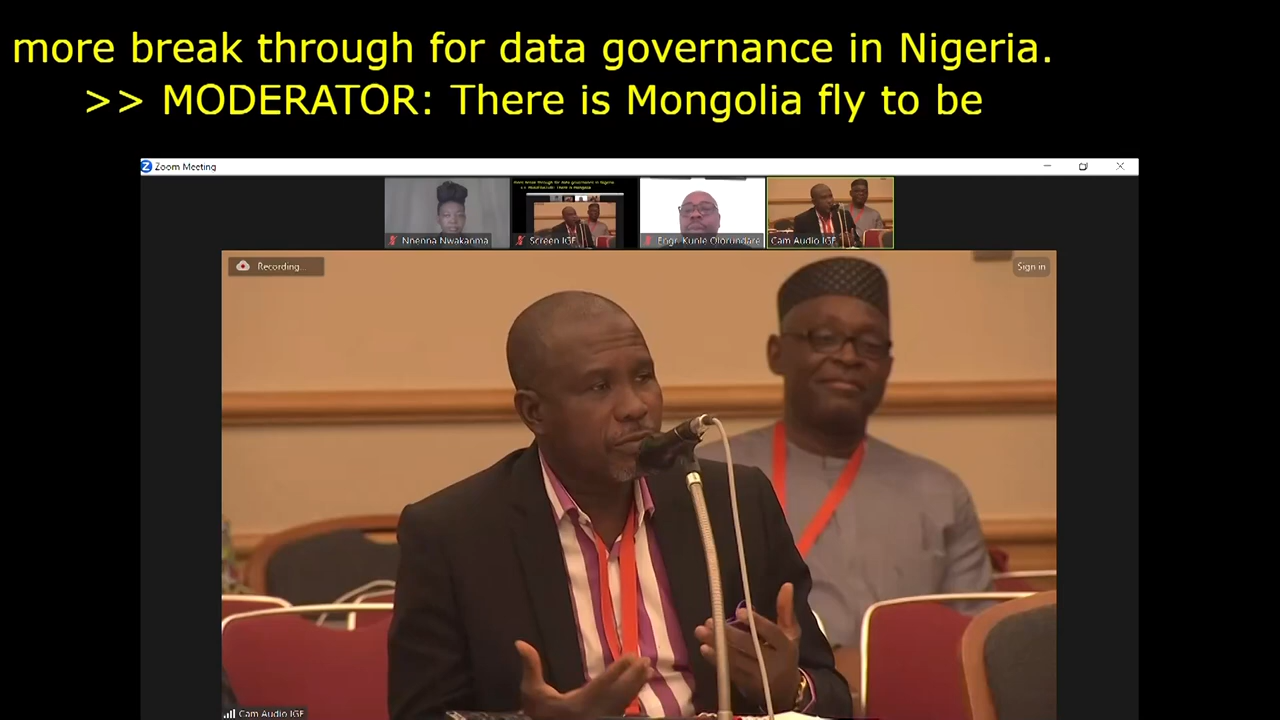 more break through for data governance in Nigeria.
>> MODERATOR: There is Mongolia fly to be
Zoom Meeting
Nnenna Nwakanma
Screen IGF
Engr. Kunle Olorundare
Cam Audio IGF
Recording...
Sign in
Cam Audio IGF